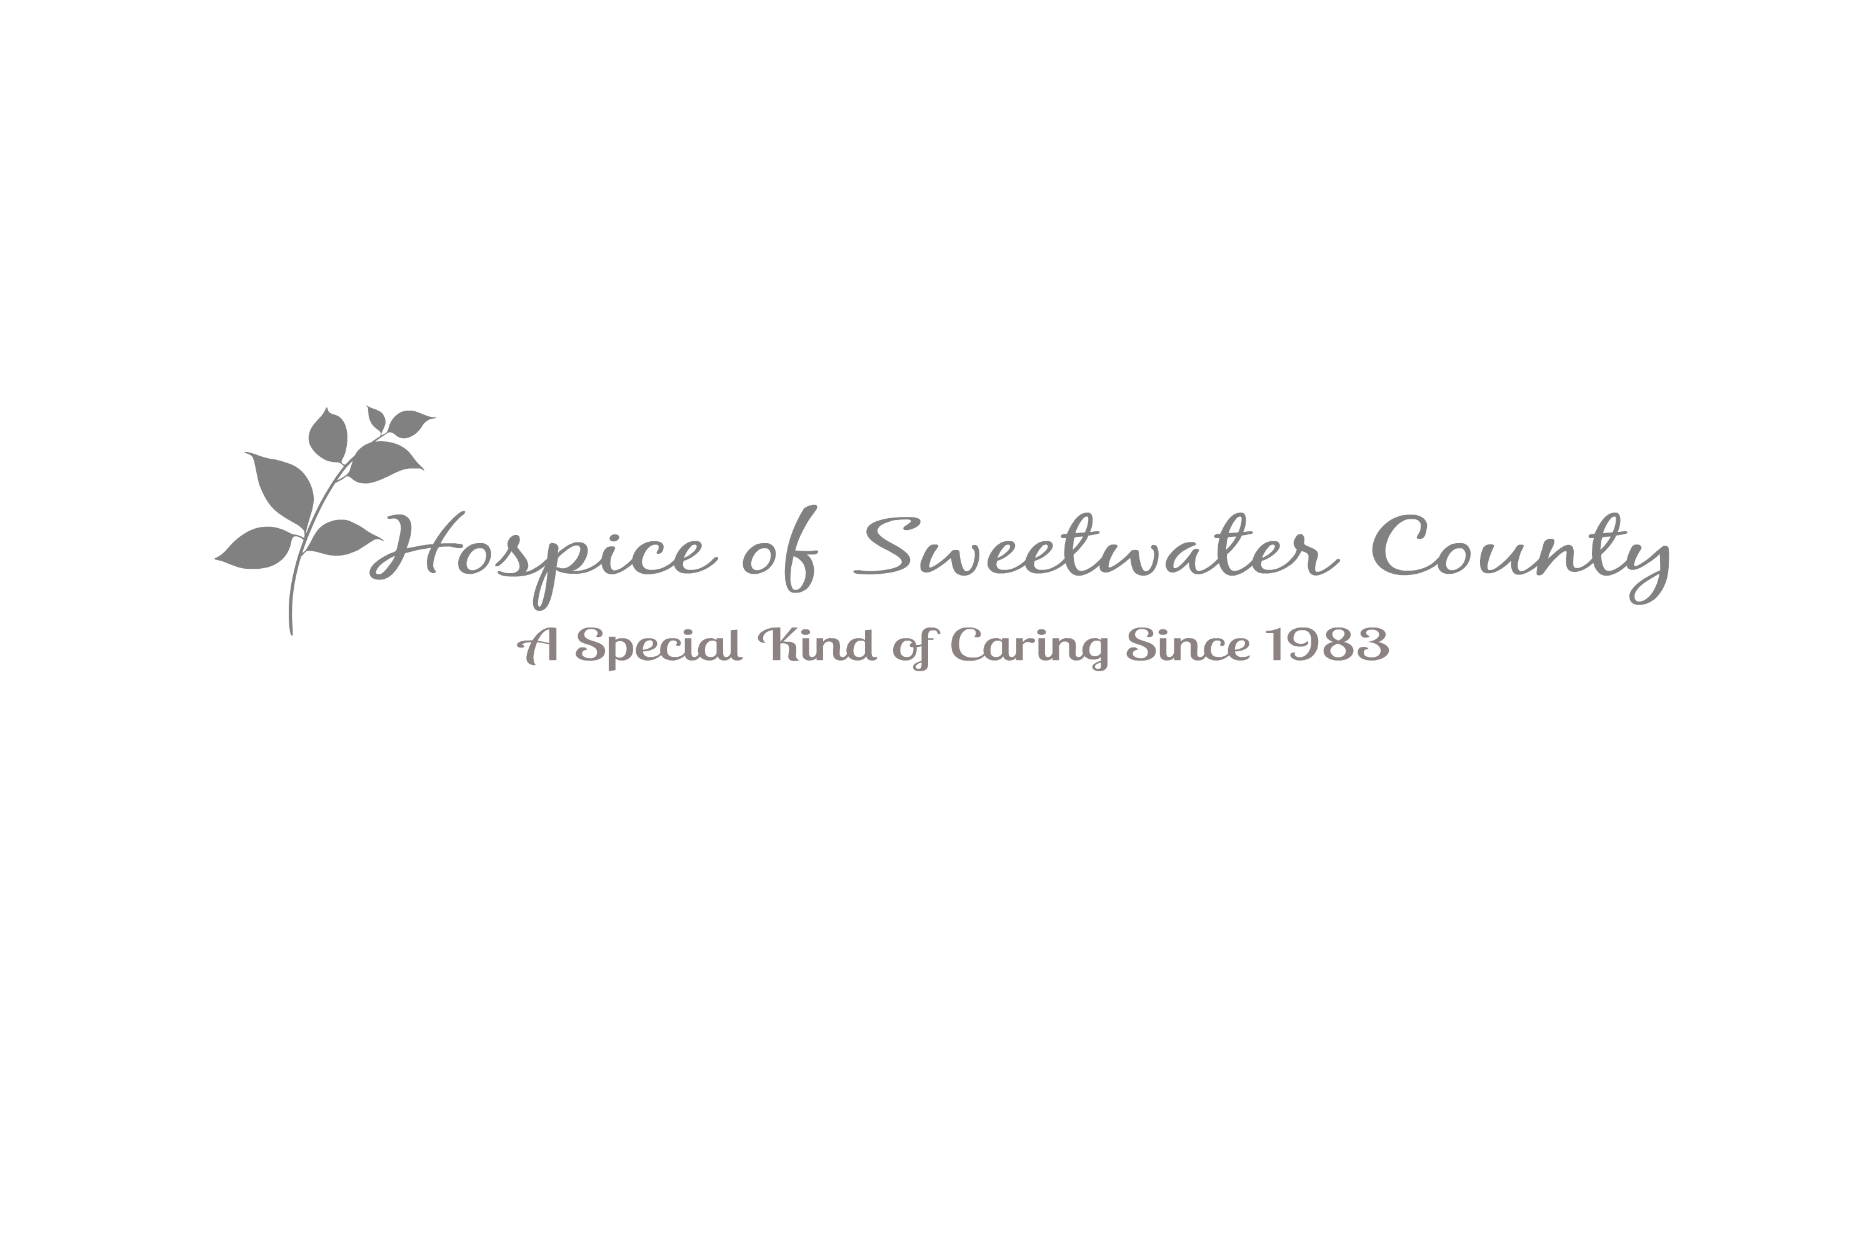 Hospice of Sweetwater County
A Special Kind of Caring Since 1983